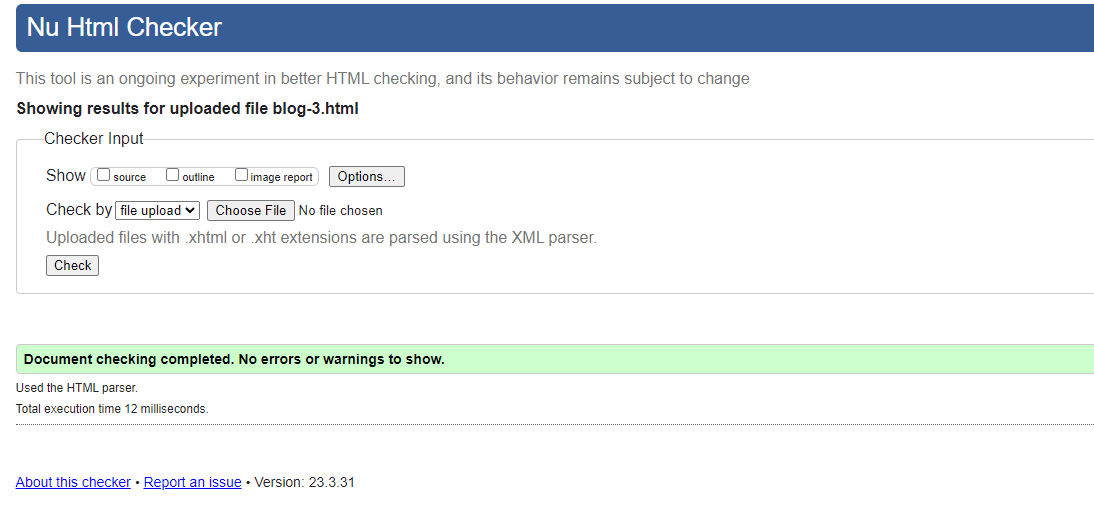 Nu Html Checker
This tool is an ongoing experiment in better HTML checking, and its behavior remains subject to change
Showing results for uploaded file blog-3.html
Checker Input
Show source outline image report Options...
Check by file upload Choose File No file chosen
Uploaded files with .xhtml or .xht extensions are parsed using the XML parser.
Check
Document checking completed. No errors or warnings to show.
Used the HTML parser.
Total execution time 12 milliseconds.
About this checker • Report an issue • Version: 23.3.31